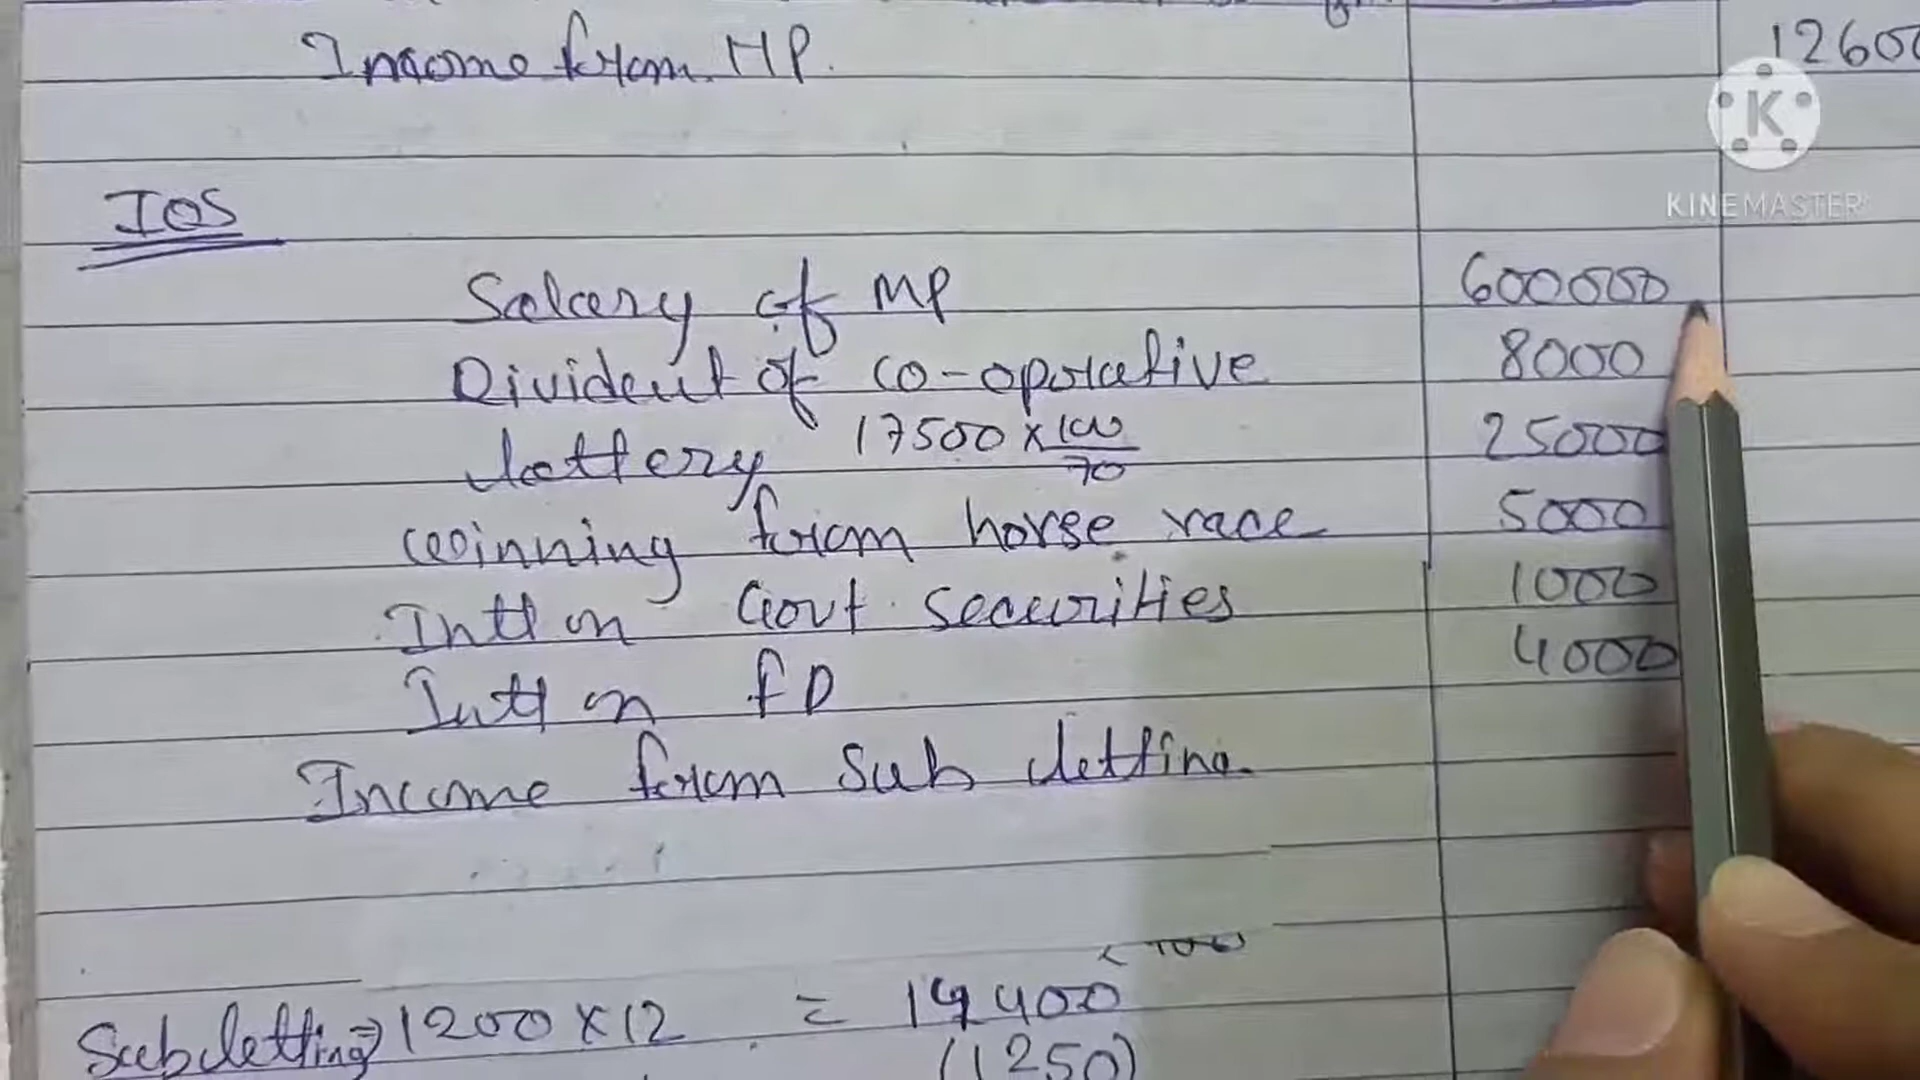 Income from HP. 12600
K
KINEMASTER
IOS
Salary of MP 600000
Divident of co-operative 8000
lottery 17500 x 100/70 25000
winning from horse race 5000
Intt on Govt securities 1000
Intt on FD 4000
Income from Sub letting
Subletting ⇒ 1200 x 12 = 14400
(1250)